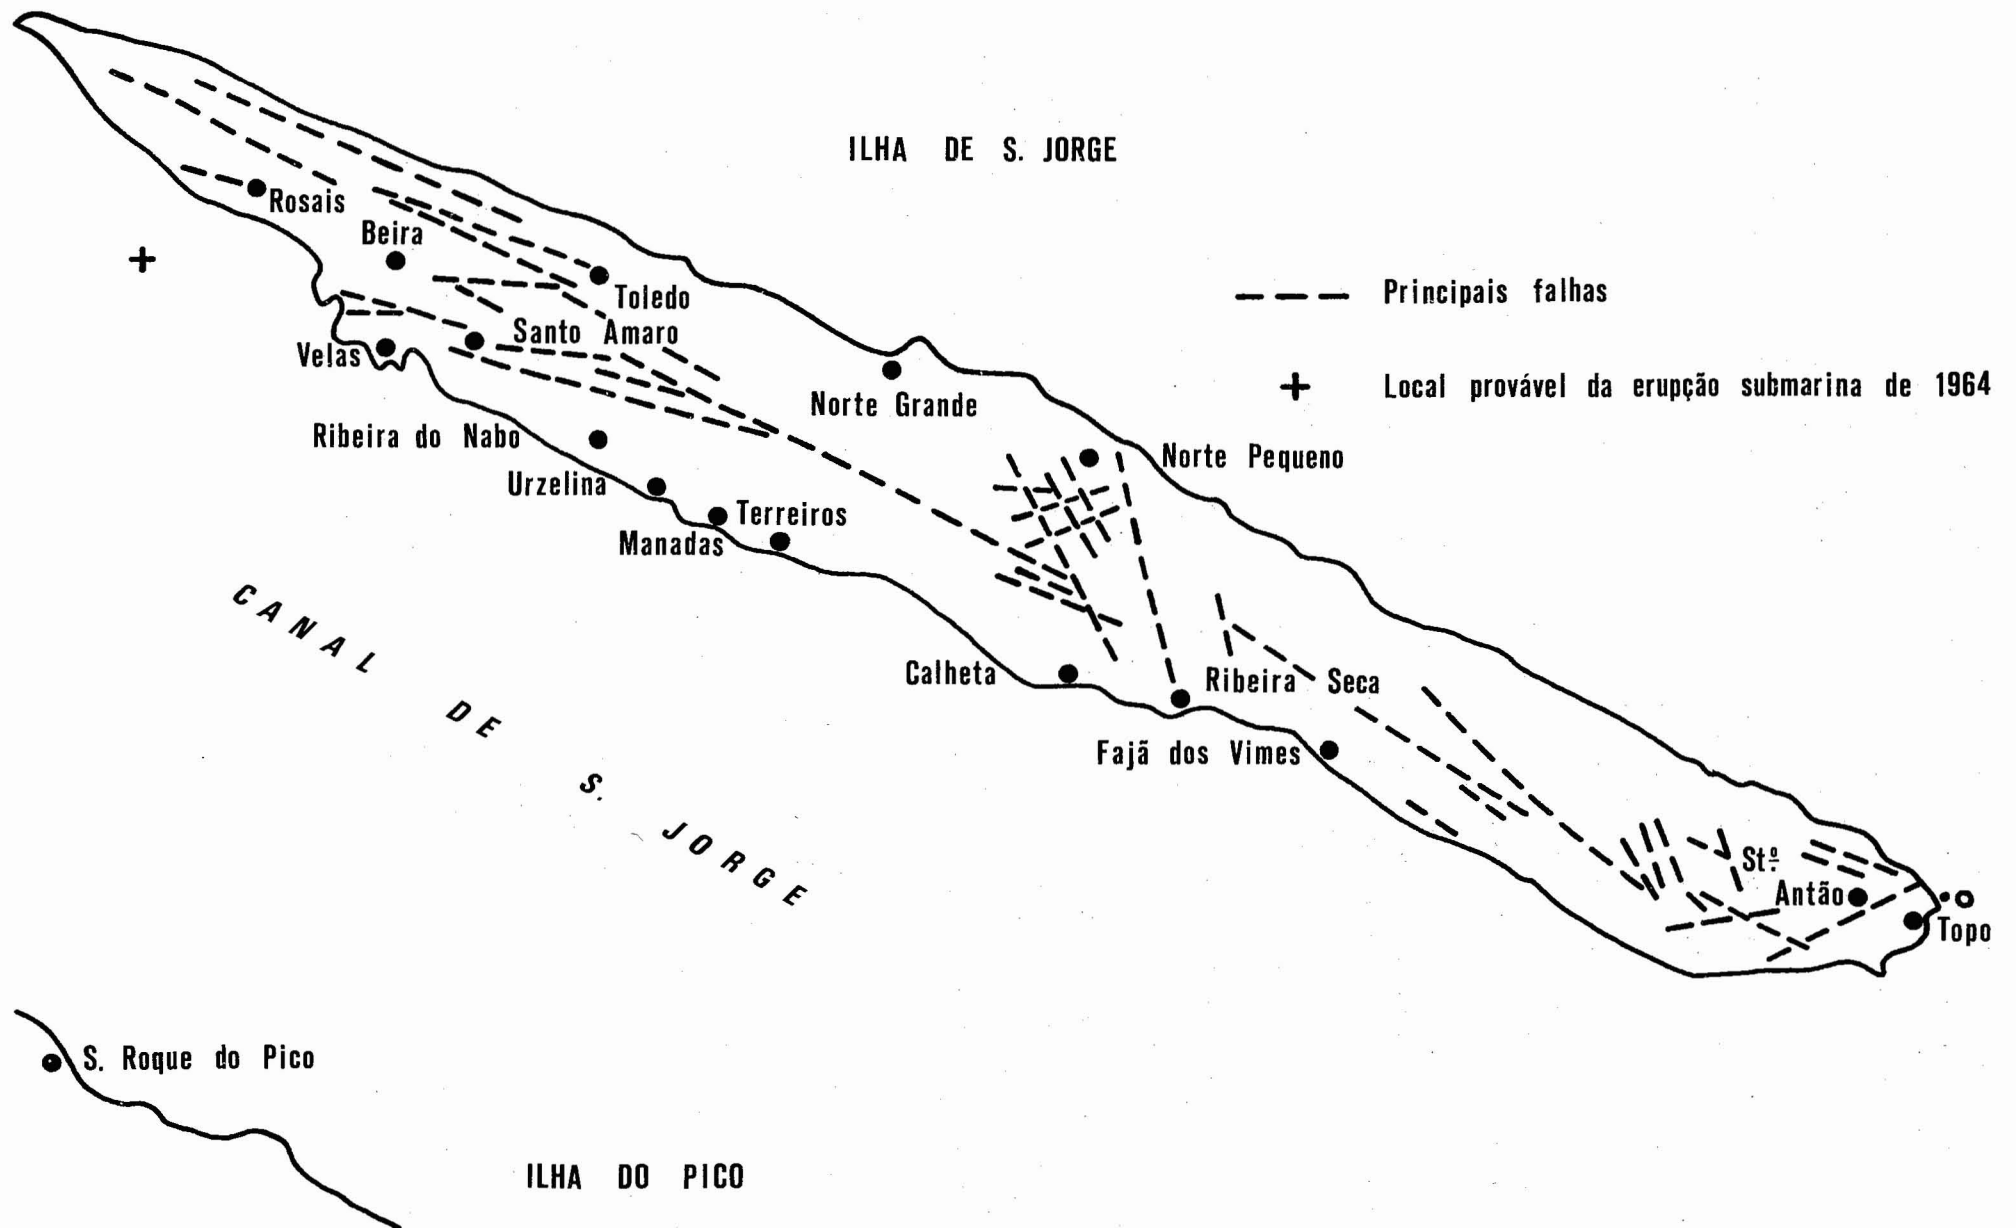 ILHA DE S. JORGE
Rosais
Beira
Toledo
Principais falhas
Santo Amaro
Velas
Local provável da erupção submarina de 1964
Norte Grande
Ribeira do Nabo
Norte Pequeno
Urzelina
Terreiros
Manadas
CANAL DE S. JORGE
Calheta
Ribeira Seca
Fajã dos Vimes
St.º
Antão
Topo
S. Roque do Pico
ILHA DO PICO